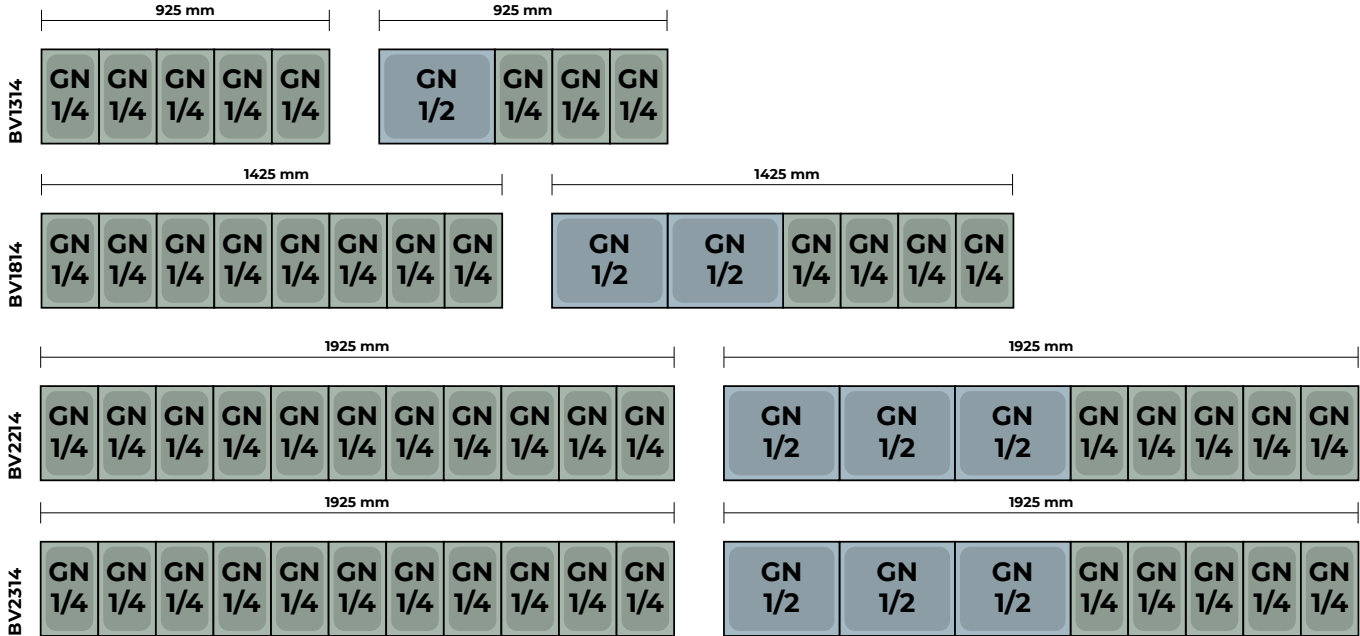 925 mm 925 mm
BV1314
GN GN GN GN GN GN GN GN GN
1/4 1/4 1/4 1/4 1/4 1/2 1/4 1/4 1/4
1425 mm 1425 mm
BV1814
GN GN GN GN GN GN GN GN GN GN GN GN GN GN
1/4 1/4 1/4 1/4 1/4 1/4 1/4 1/4 1/2 1/2 1/4 1/4 1/4 1/4
1925 mm 1925 mm
BV2214
GN GN GN GN GN GN GN GN GN GN GN GN GN GN GN GN GN GN GN
1/4 1/4 1/4 1/4 1/4 1/4 1/4 1/4 1/4 1/4 1/4 1/2 1/2 1/2 1/4 1/4 1/4 1/4 1/4
1925 mm 1925 mm
BV2314
GN GN GN GN GN GN GN GN GN GN GN GN GN GN GN GN GN GN GN
1/4 1/4 1/4 1/4 1/4 1/4 1/4 1/4 1/4 1/4 1/4 1/2 1/2 1/2 1/4 1/4 1/4 1/4 1/4